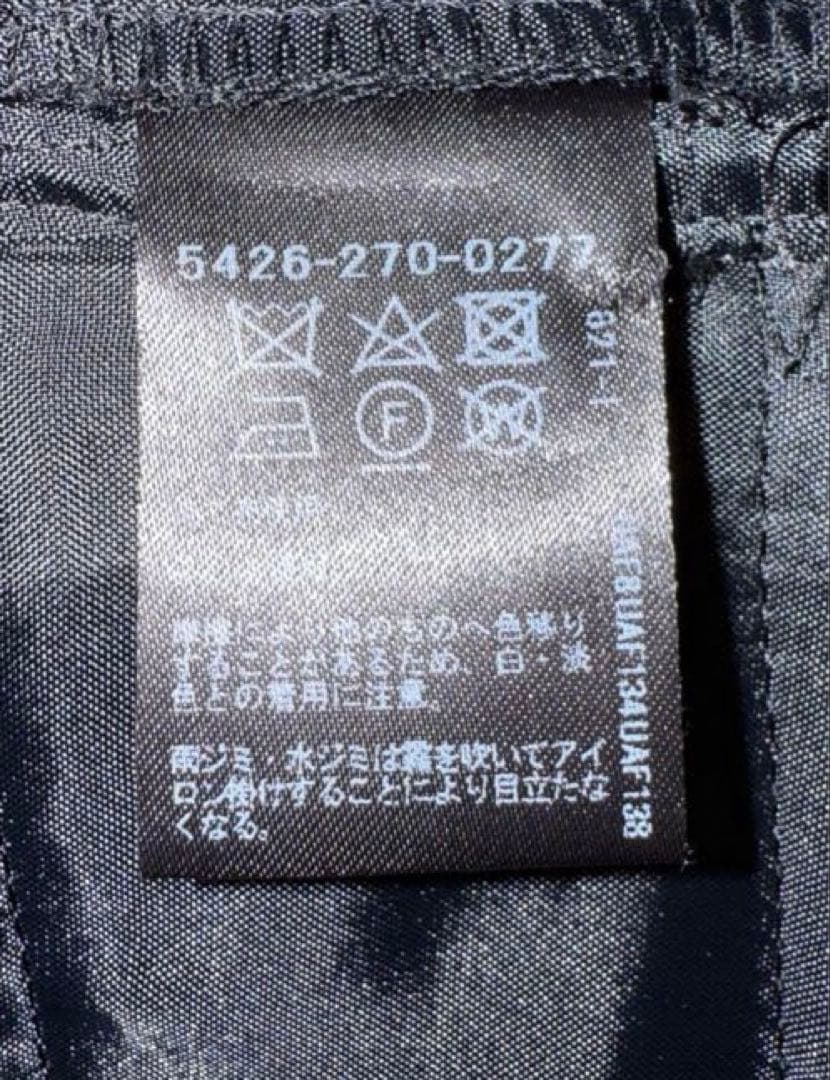 5426-270-0277
F
W
摩擦により他のものへ色移り
することがあるため、白・淡
色との着用に注意。
雨ジミ・水ジミは霧を吹いてアイ
ロン掛けすることにより目立たな
くなる。
UAF134UAF138